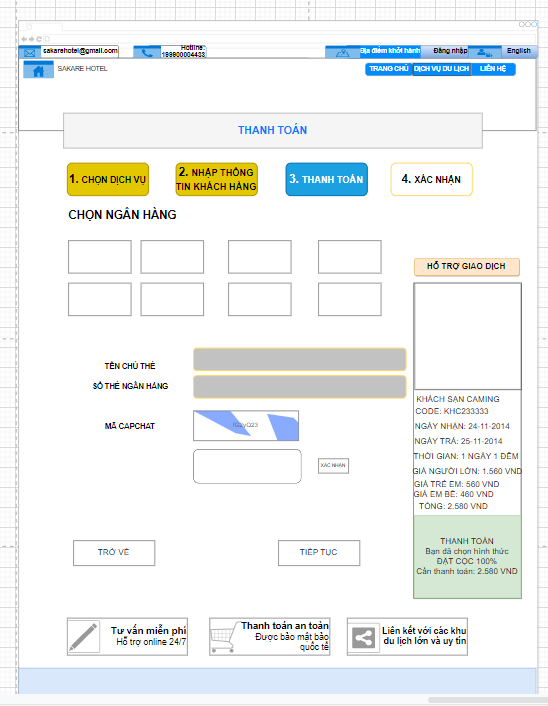 sakarehotel@gmail.com
Hotline:
199900004433
Địa điểm khởi hành
Đăng nhập
English
SAKARE HOTEL
TRANG CHỦ
DỊCH VỤ DU LỊCH
LIÊN HỆ
THANH TOÁN
1. CHỌN DỊCH VỤ
2. NHẬP THÔNG
TIN KHÁCH HÀNG
3. THANH TOÁN
4. XÁC NHẬN
CHỌN NGÂN HÀNG
HỖ TRỢ GIAO DỊCH
TÊN CHỦ THẺ
SỐ THẺ NGÂN HÀNG
MÃ CAPCHAT
XÁC NHẬN
KHÁCH SẠN CAMING
CODE: KHC233333
NGÀY NHẬN: 24-11-2014
NGÀY TRẢ: 25-11-2014
THỜI GIAN: 1 NGÀY 1 ĐÊM
GIÁ NGƯỜI LỚN: 1.560 VND
GIÁ TRẺ EM: 560 VND
GIÁ EM BÉ: 460 VND
TỔNG: 2.580 VND
THANH TOÁN
Bạn đã chọn hình thức
ĐẶT CỌC 100%
Cần thanh toán: 2.580 VND
TRỞ VỀ
TIẾP TỤC
Tư vấn miễn phí
Hỗ trợ online 24/7
Thanh toán an toàn
Được bảo mật bảo
quốc tế
Liên kết với các khu
du lịch lớn và uy tín